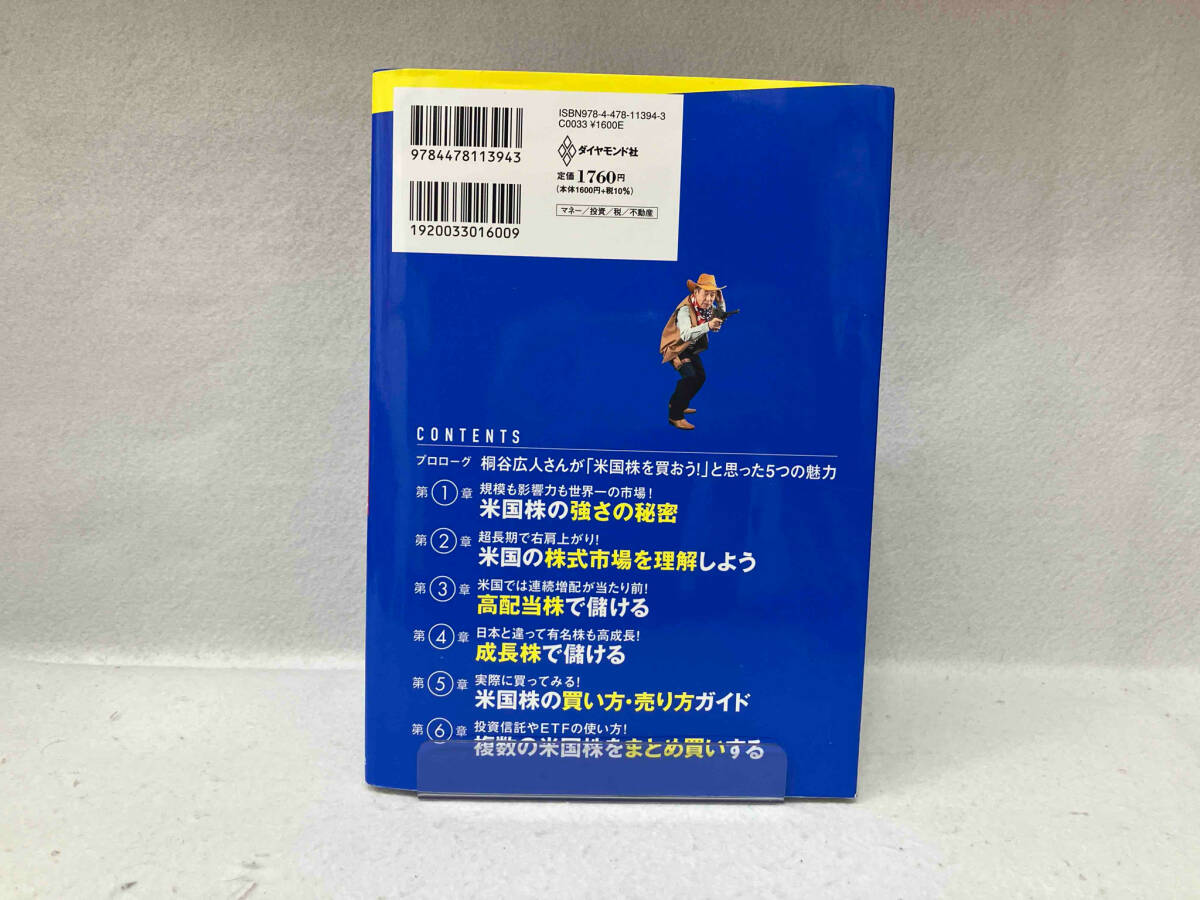 ISBN978-4-478-11394-3
C0033 ¥1600E
9784478113943
ダイヤモンド社
定価1760円
(本体1600円+税10%)
マネー/投資/税/不動産
1920033016009
CONTENTS
プロローグ 桐谷広人さんが「米国株を買おう!」と思った5つの魅力
第1章 規模も影響力も世界一の市場!
米国株の強さの秘密
第2章 超長期で右肩上がり!
米国の株式市場を理解しよう
第3章 米国では連続増配が当たり前!
高配当株で儲ける
第4章 日本と違って有名株も高成長!
成長株で儲ける
第5章 実際に買ってみる!
米国株の買い方・売り方ガイド
第6章 投資信託やETFの使い方!
複数の米国株をまとめ買いする